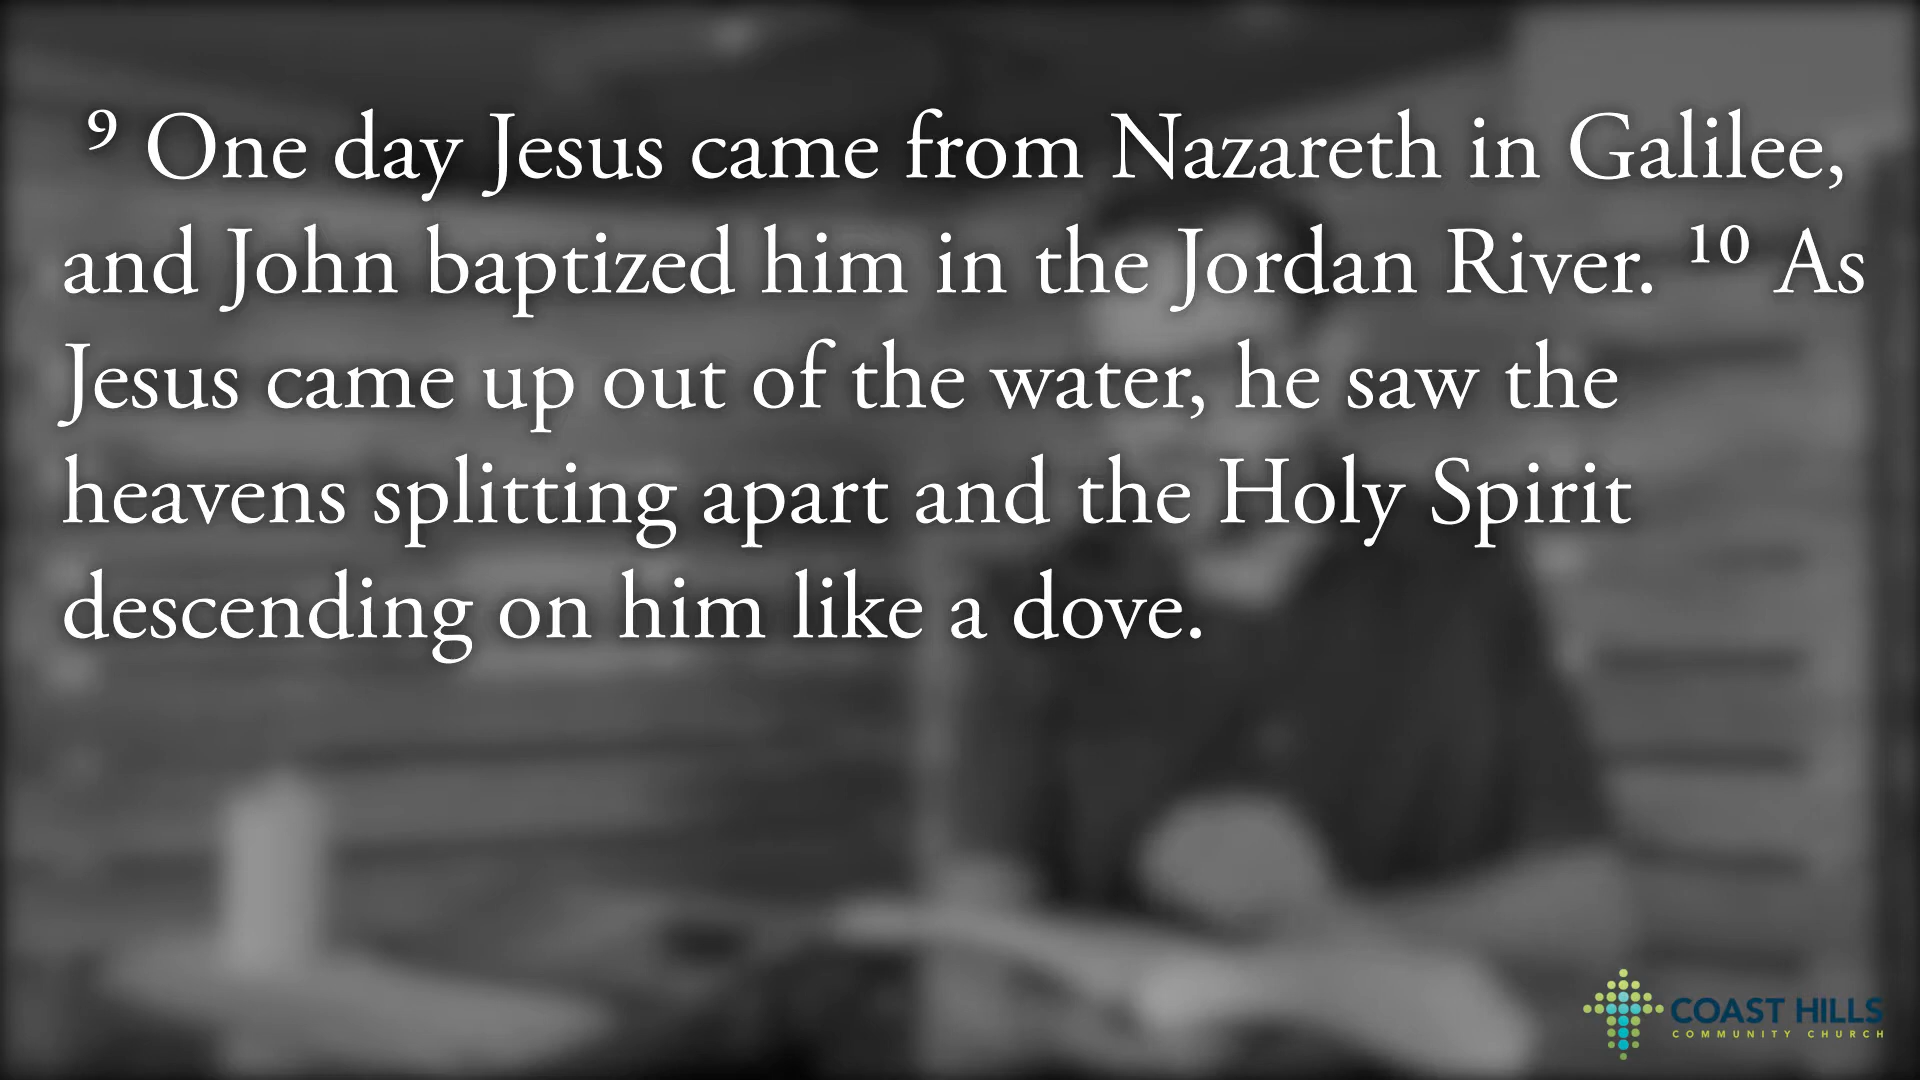 ⁹ One day Jesus came from Nazareth in Galilee,
and John baptized him in the Jordan River. ¹⁰ As
Jesus came up out of the water, he saw the
heavens splitting apart and the Holy Spirit
descending on him like a dove.
COAST HILLS
COMMUNITY CHURCH